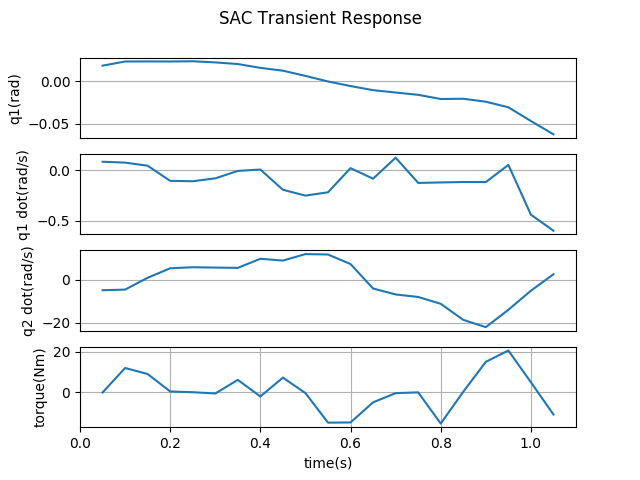 SAC Transient Response
q1(rad)
0.00
−0.05
q1 dot(rad/s)
0.0
−0.5
q2 dot(rad/s)
0
−20
torque(Nm)
20
0
0.0 0.2 0.4 0.6 0.8 1.0
time(s)